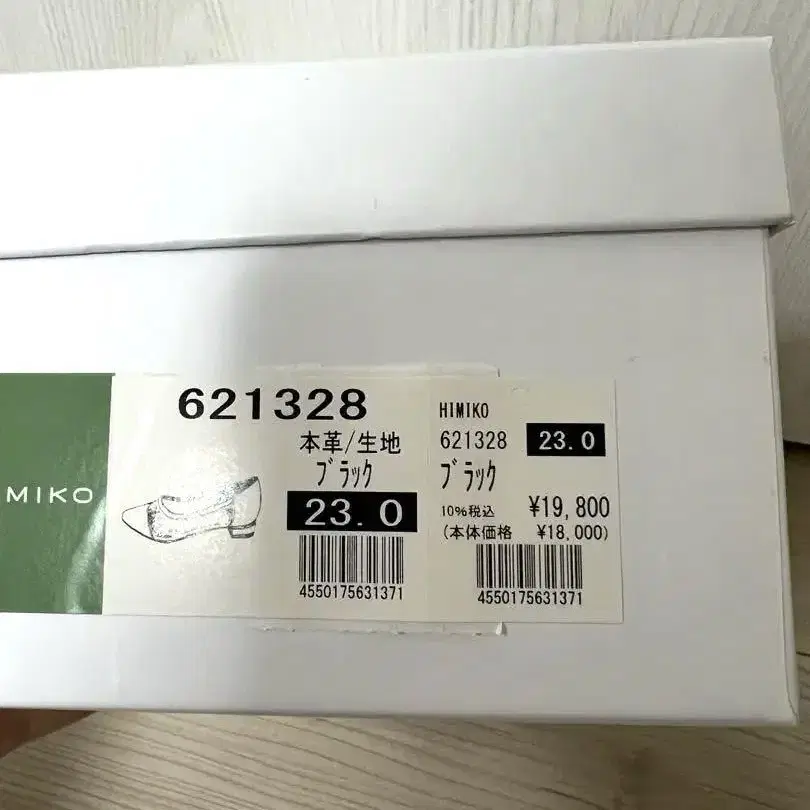 MIKO
621328
本革/生地
ブラック
23.0
4550175631371
HIMIKO
621328 23.0
ブラック
10%税込 ¥19,800
(本体価格 ¥18,000)
4550175631371